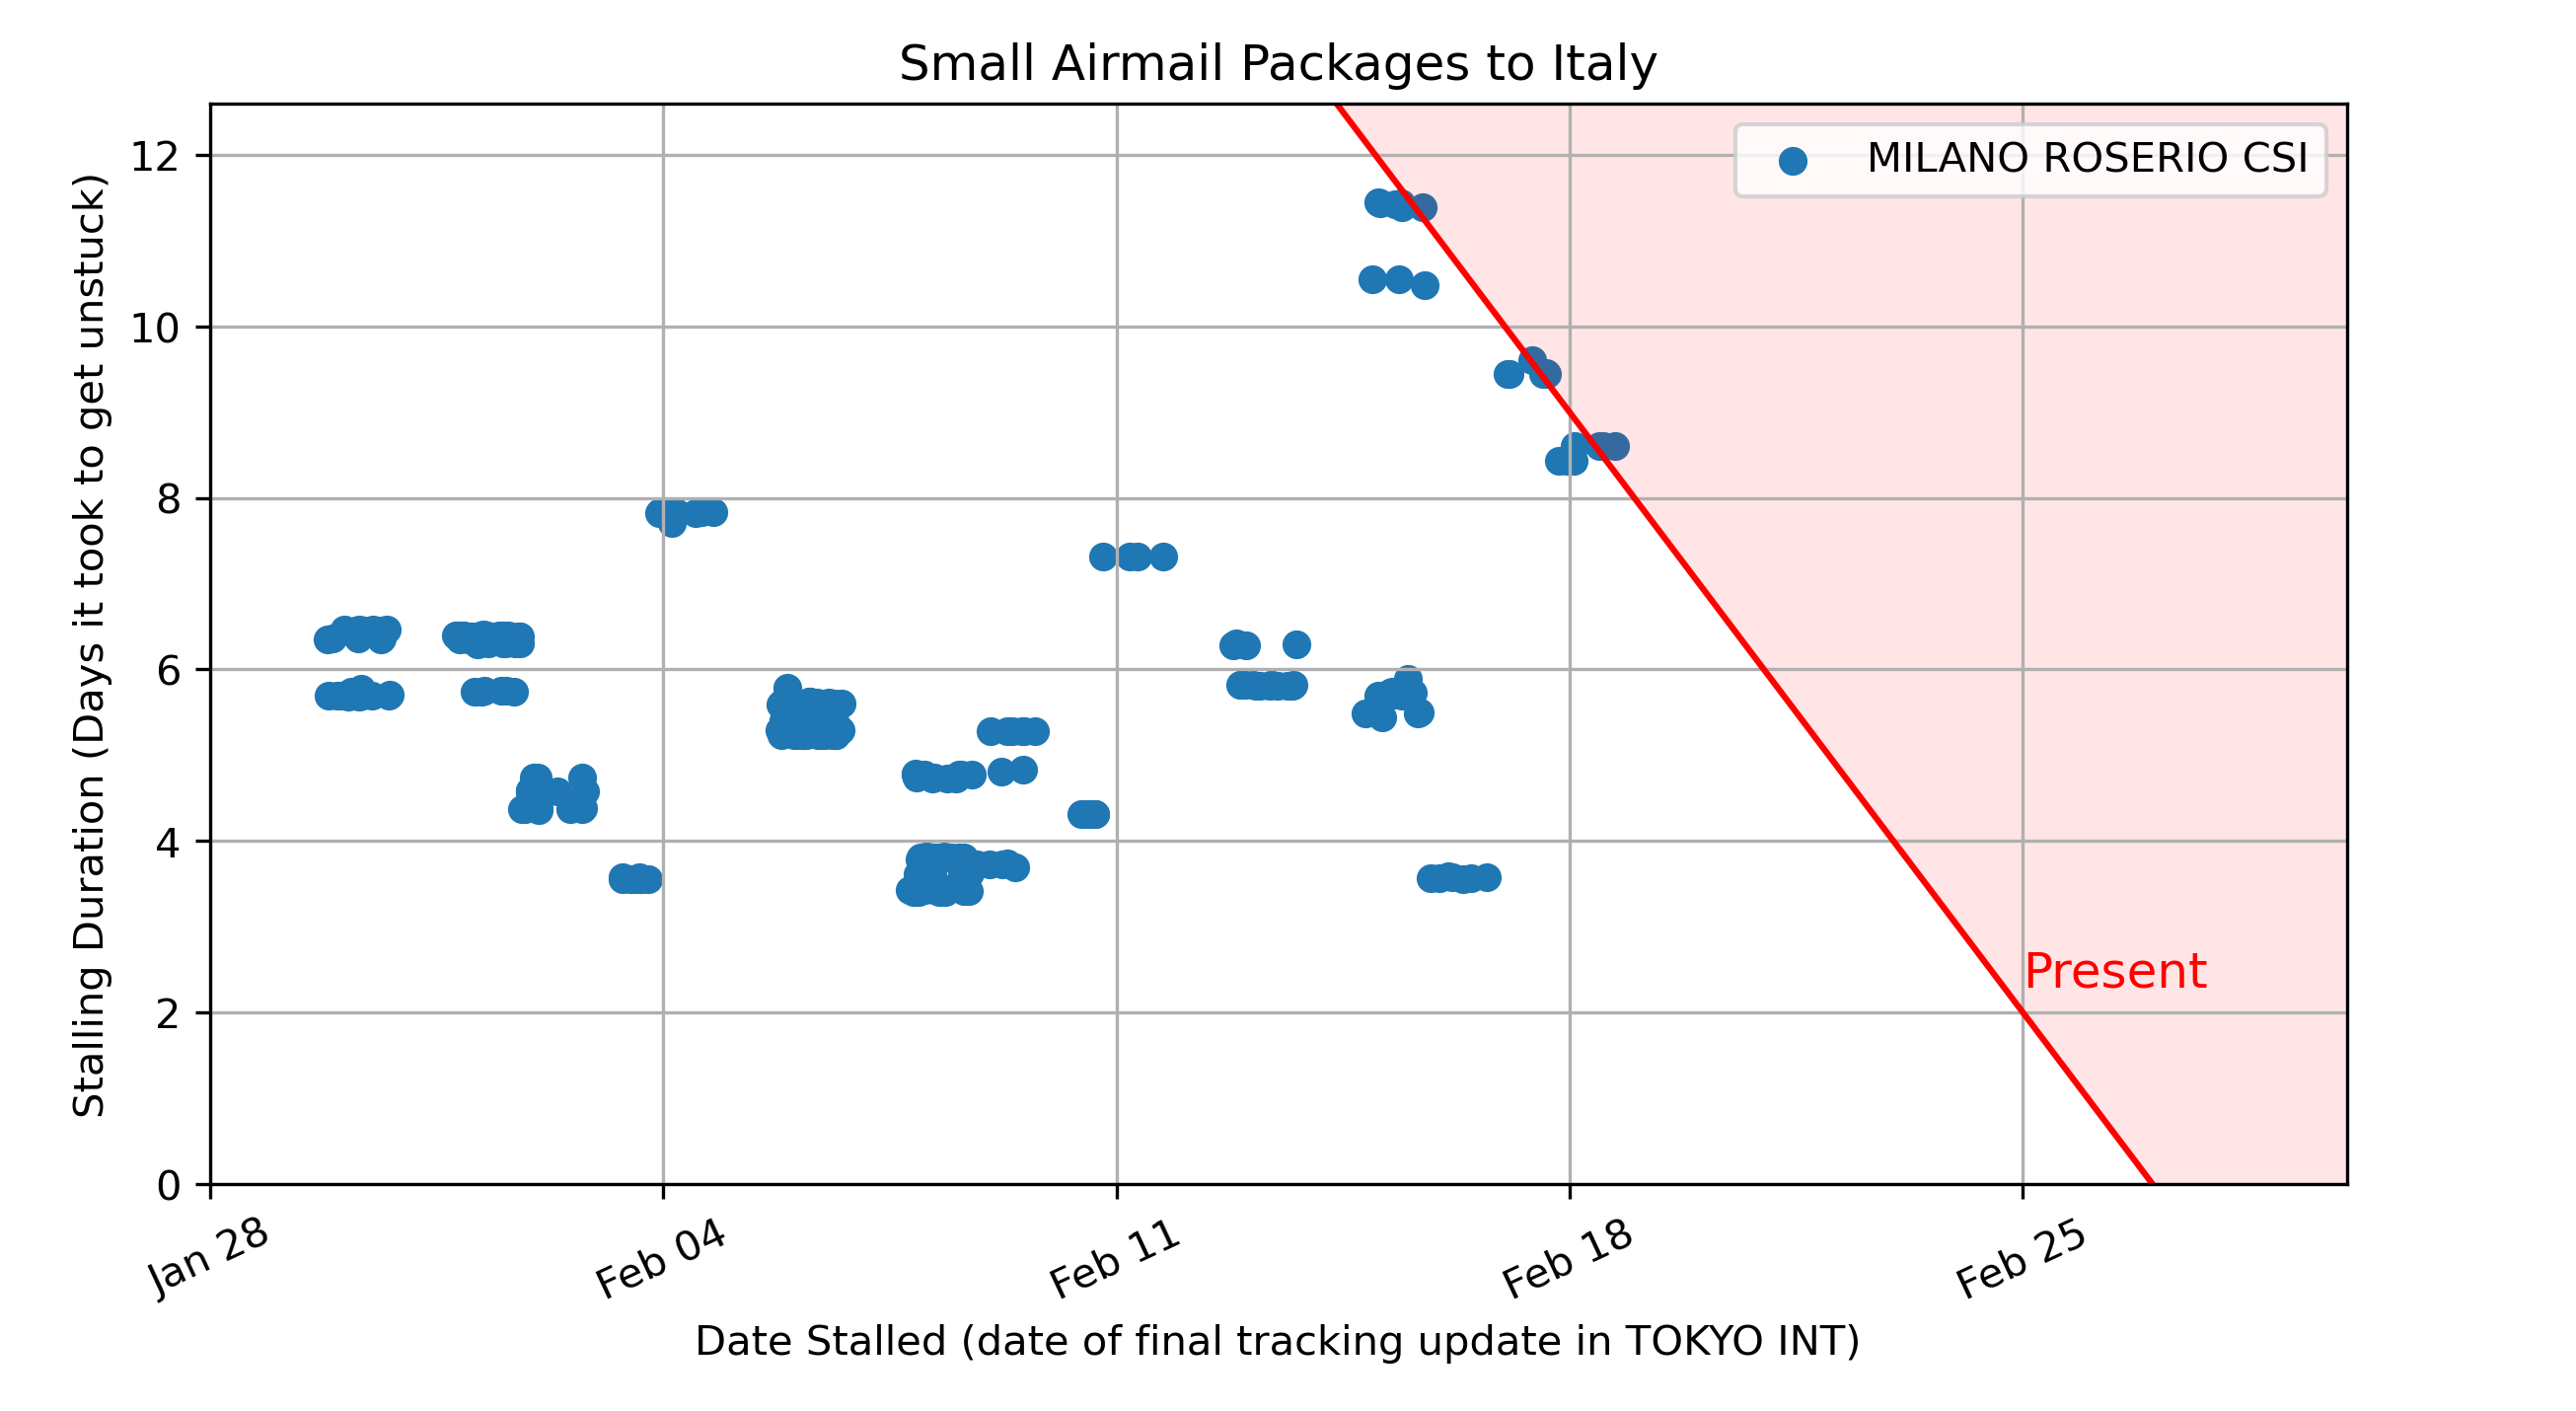 Small Airmail Packages to Italy
Stalling Duration (Days it took to get unstuck)
12
10
8
6
4
2
0
MILANO ROSERIO CSI
Present
Jan 28
Feb 04
Feb 11
Feb 18
Feb 25
Date Stalled (date of final tracking update in TOKYO INT)